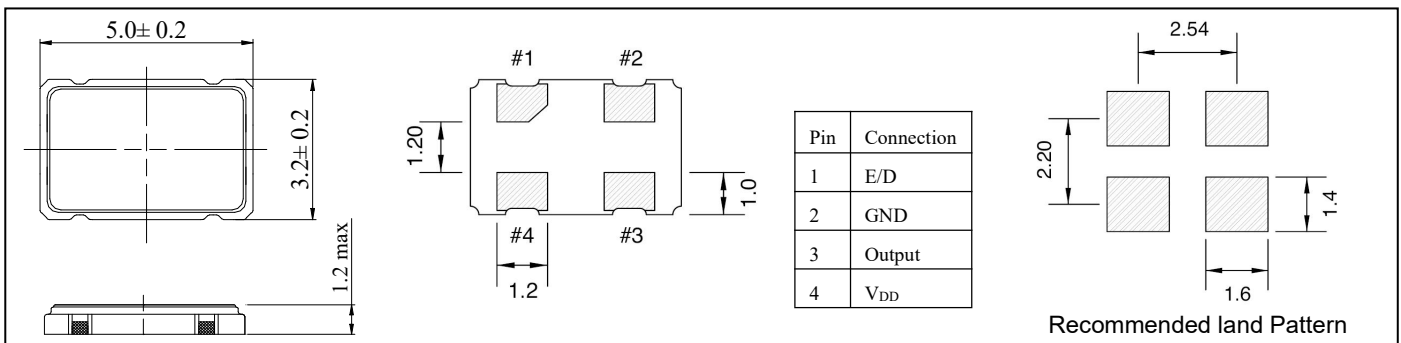 5.0± 0.2
3.2± 0.2
1.2 max
#1 #2
1.20
1.0
#4 #3
1.2
Pin Connection
1 E/D
2 GND
3 Output
4 VDD
2.54
2.20
1.4
1.6
Recommended land Pattern